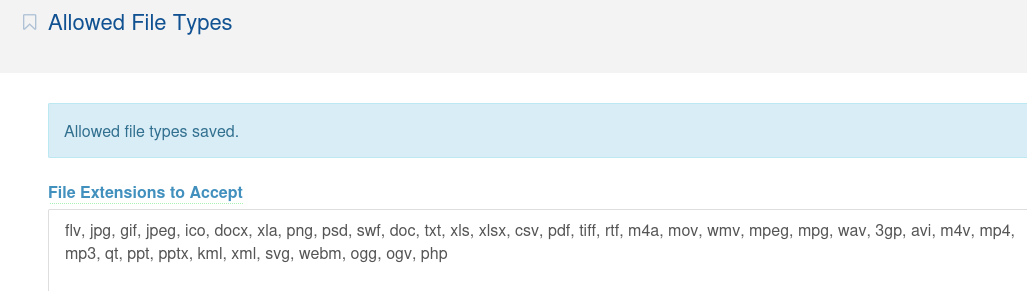 Allowed File Types
Allowed file types saved.
File Extensions to Accept
flv, jpg, gif, jpeg, ico, docx, xla, png, psd, swf, doc, txt, xls, xlsx, csv, pdf, tiff, rtf, m4a, mov, wmv, mpeg, mpg, wav, 3gp, avi, m4v, mp4,
mp3, qt, ppt, pptx, kml, xml, svg, webm, ogg, ogv, php